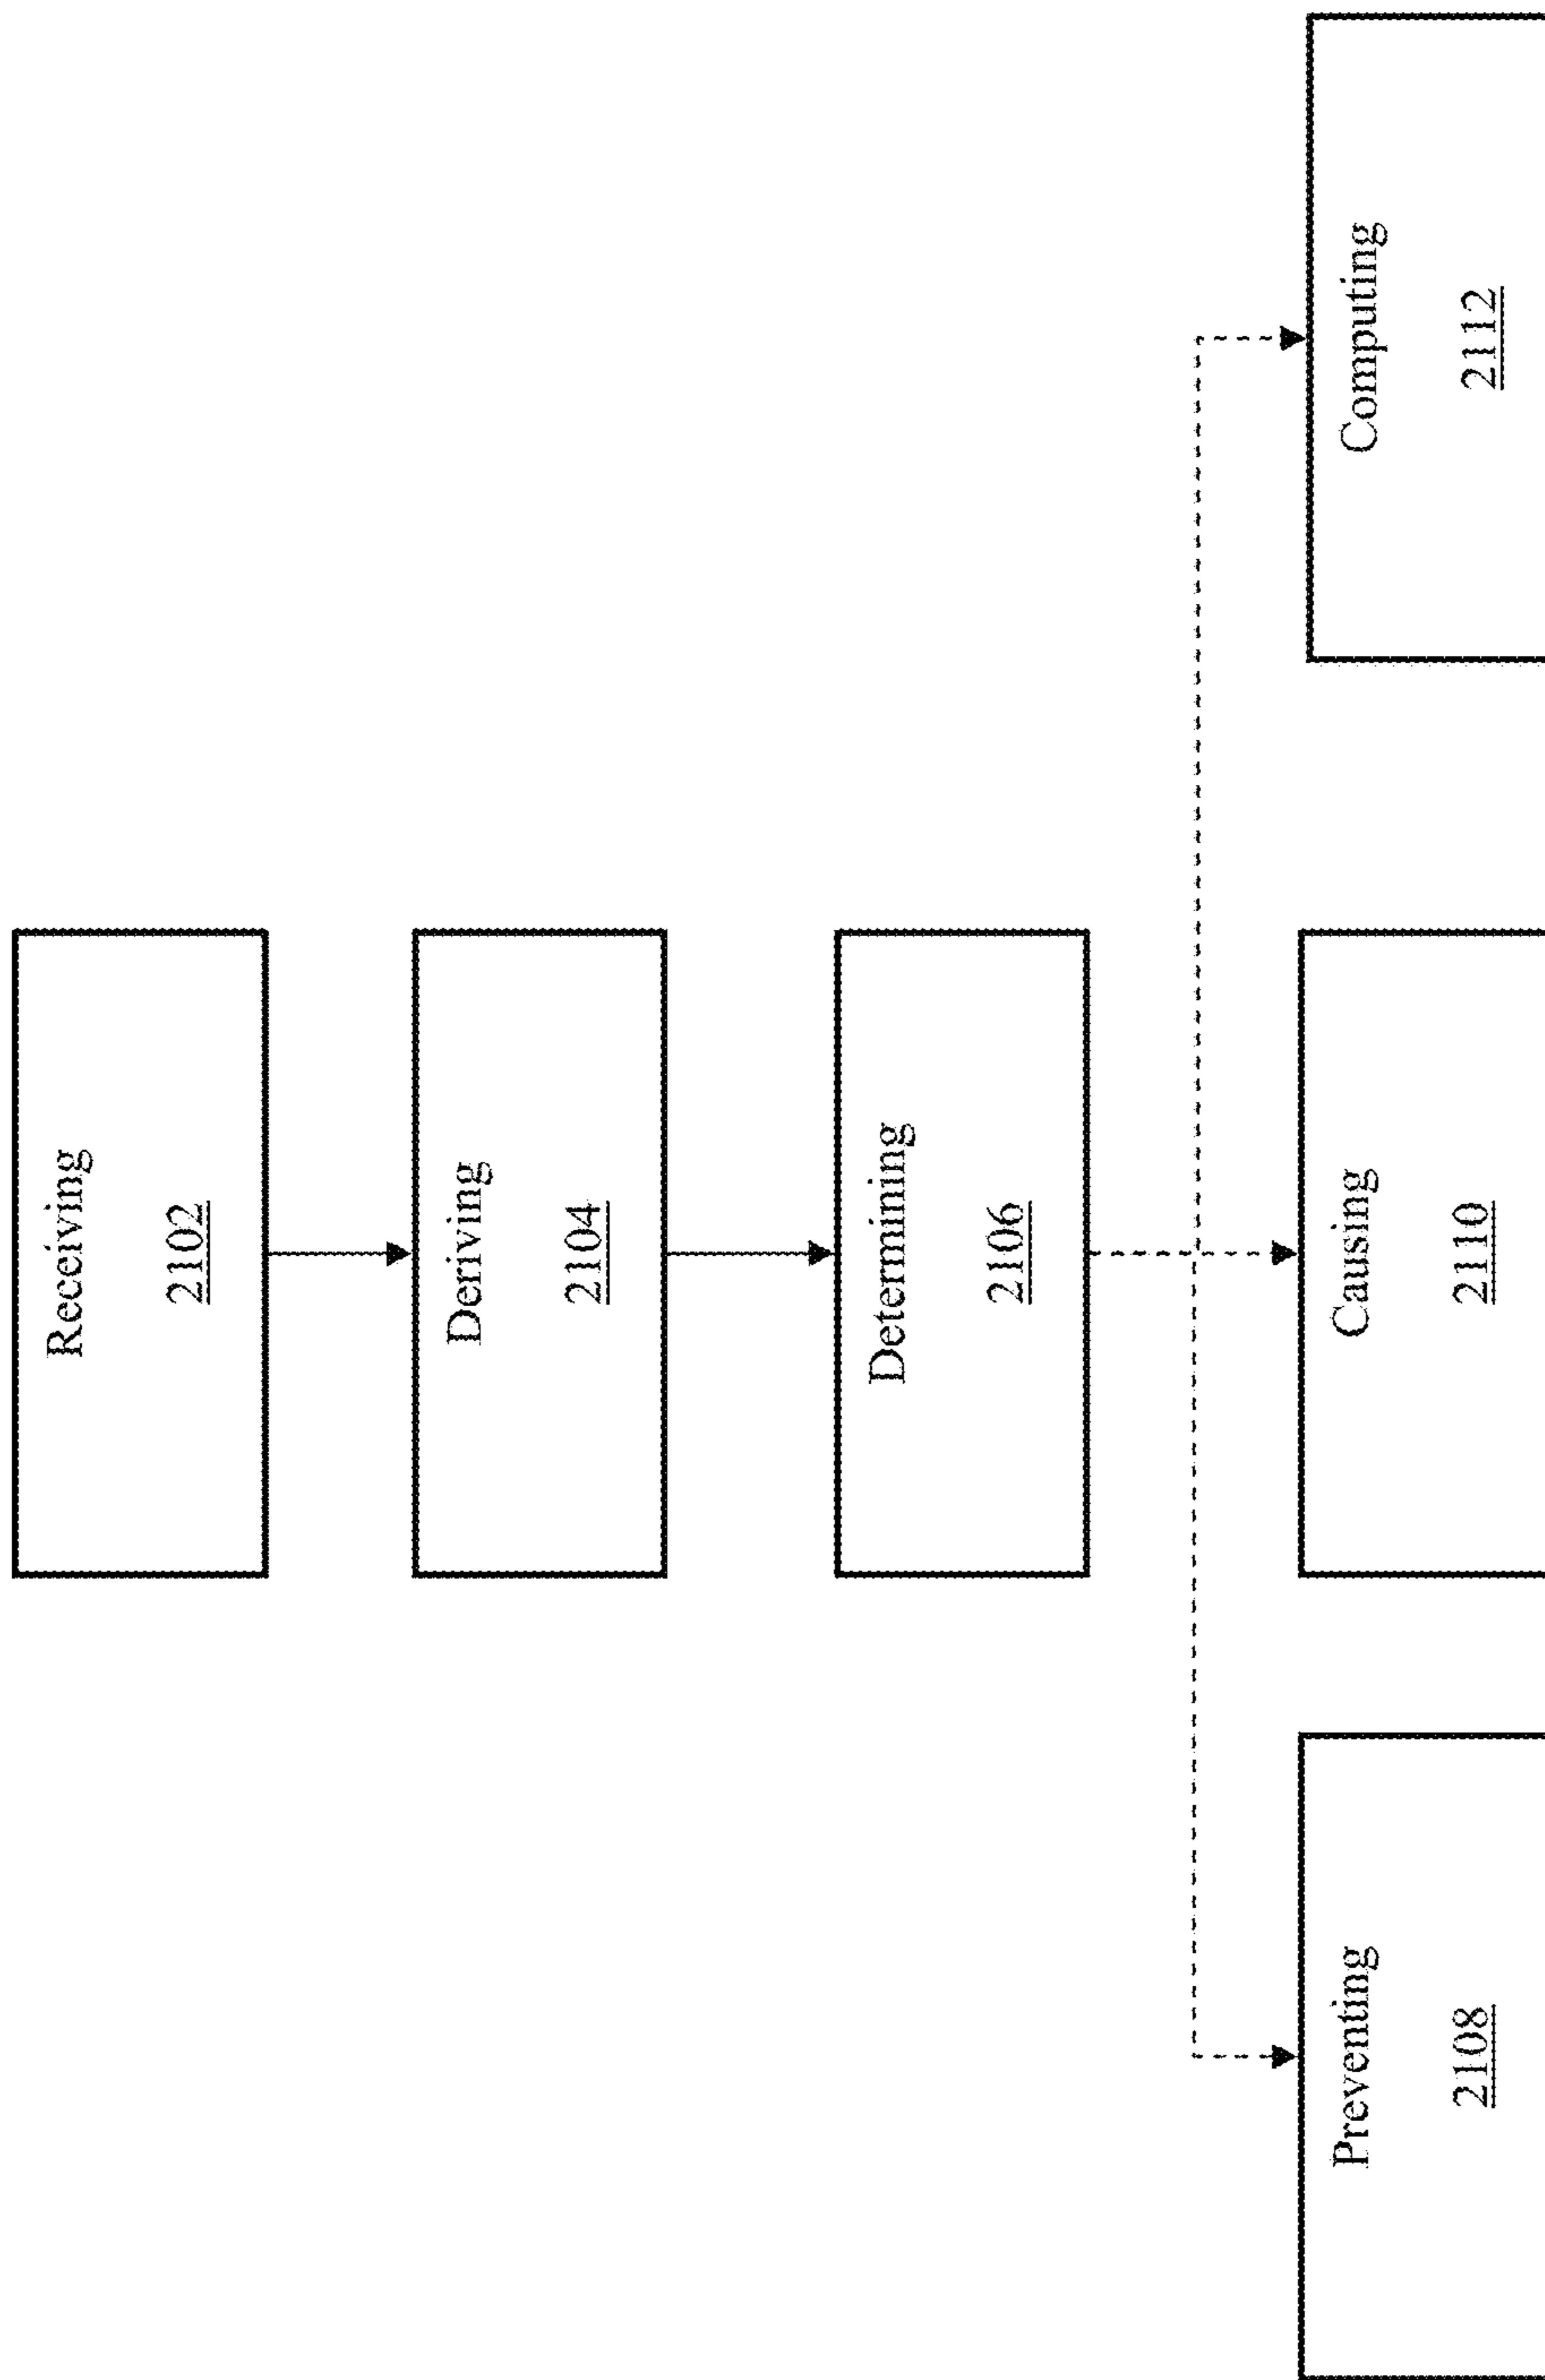 Receiving
2102
Deriving
2104
Determining
2106
Preventing
2108
Causing
2110
Computing
2112